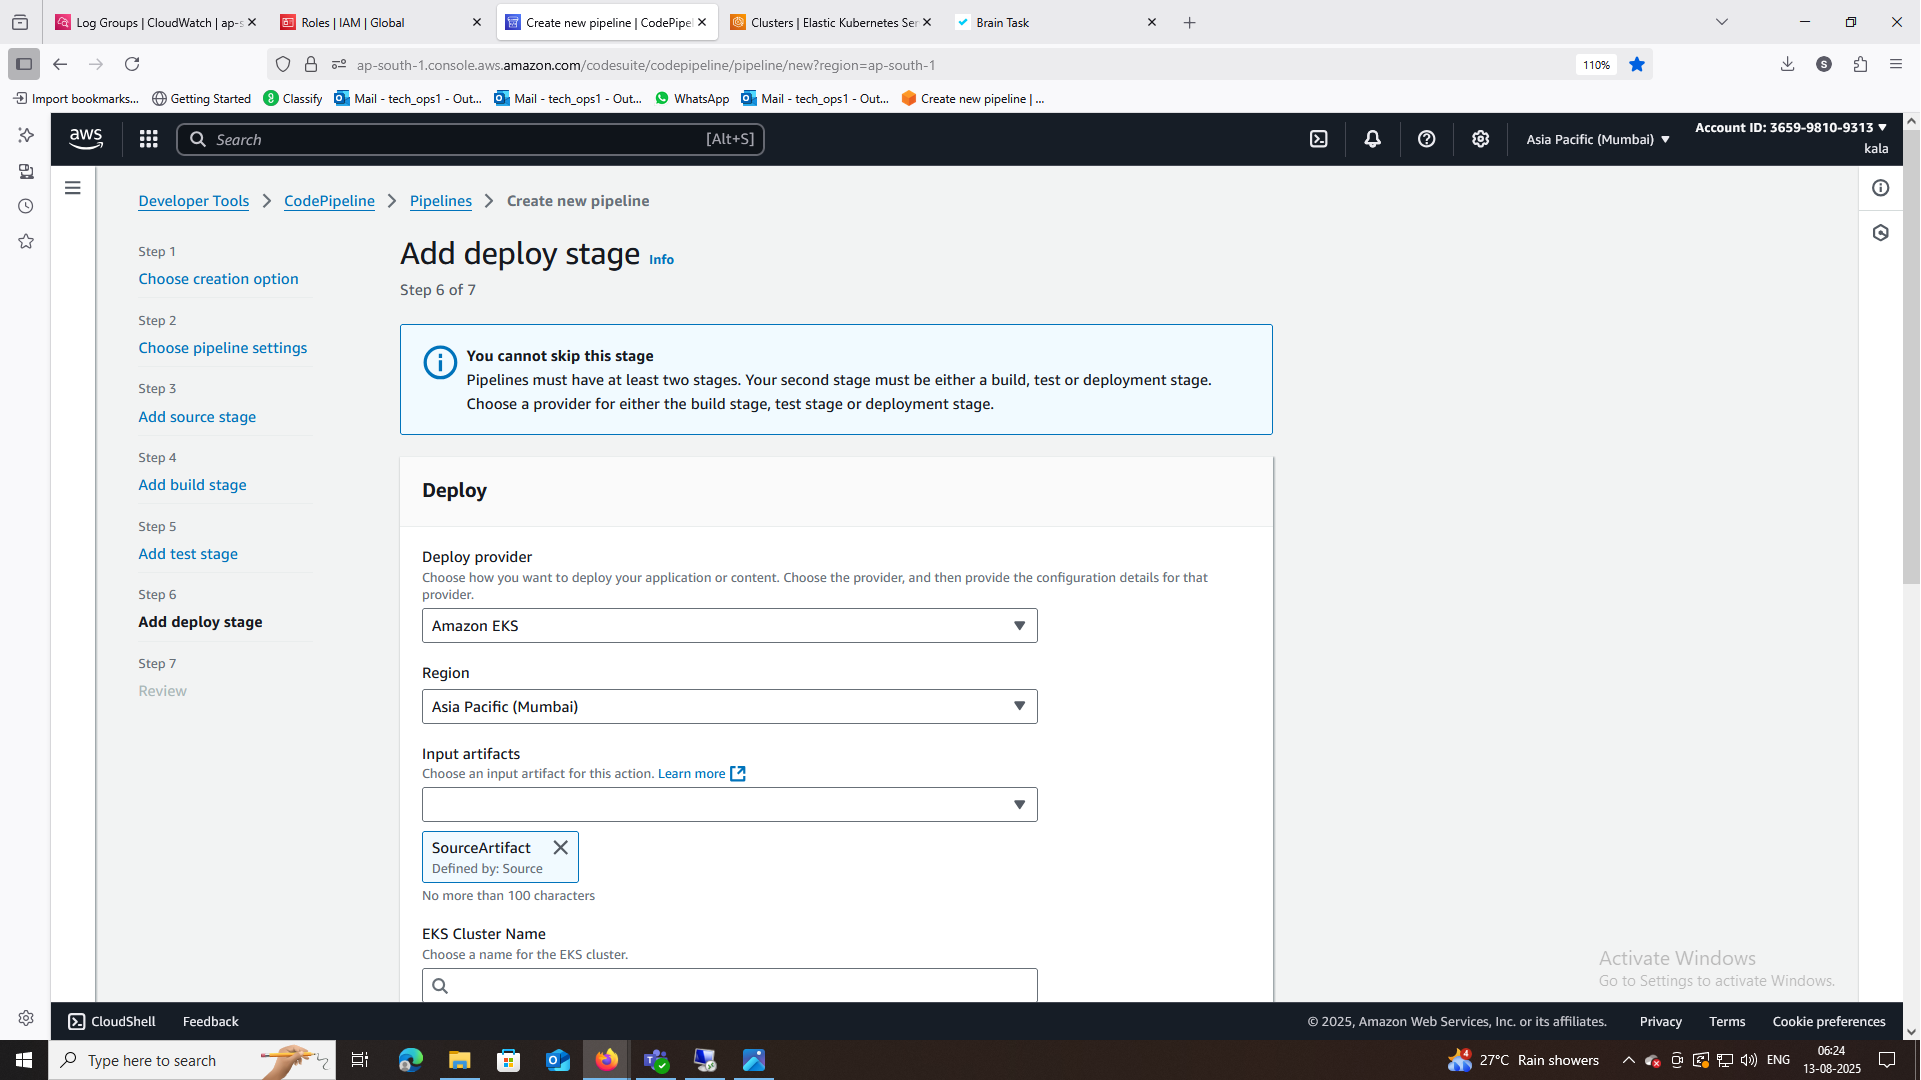 Log Groups | CloudWatch | ap-s
Roles | IAM | Global
Create new pipeline | CodePipel
Clusters | Elastic Kubernetes Ser
Brain Task
ap-south-1.console.aws.amazon.com/codesuite/codepipeline/pipeline/new?region=ap-south-1
110%
S
Import bookmarks...
Getting Started
Classify
Mail - tech_ops1 - Out...
Mail - tech_ops1 - Out...
WhatsApp
Mail - tech_ops1 - Out...
Create new pipeline | ...
aws
Search
[Alt+S]
Asia Pacific (Mumbai)
Account ID: 3659-9810-9313
kala
Developer Tools
CodePipeline
Pipelines
Create new pipeline
Step 1
Choose creation option
Step 2
Choose pipeline settings
Step 3
Add source stage
Step 4
Add build stage
Step 5
Add test stage
Step 6
Add deploy stage
Step 7
Review
Add deploy stage Info
Step 6 of 7
You cannot skip this stage
Pipelines must have at least two stages. Your second stage must be either a build, test or deployment stage.
Choose a provider for either the build stage, test stage or deployment stage.
Deploy
Deploy provider
Choose how you want to deploy your application or content. Choose the provider, and then provide the configuration details for that
provider.
Amazon EKS
Region
Asia Pacific (Mumbai)
Input artifacts
Choose an input artifact for this action. Learn more
SourceArtifact
Defined by: Source
No more than 100 characters
EKS Cluster Name
Choose a name for the EKS cluster.
Activate Windows
Go to Settings to activate Windows.
CloudShell
Feedback
© 2025, Amazon Web Services, Inc. or its affiliates.
Privacy
Terms
Cookie preferences
Type here to search
4
27°C Rain showers
ENG
06:24
13-08-2025